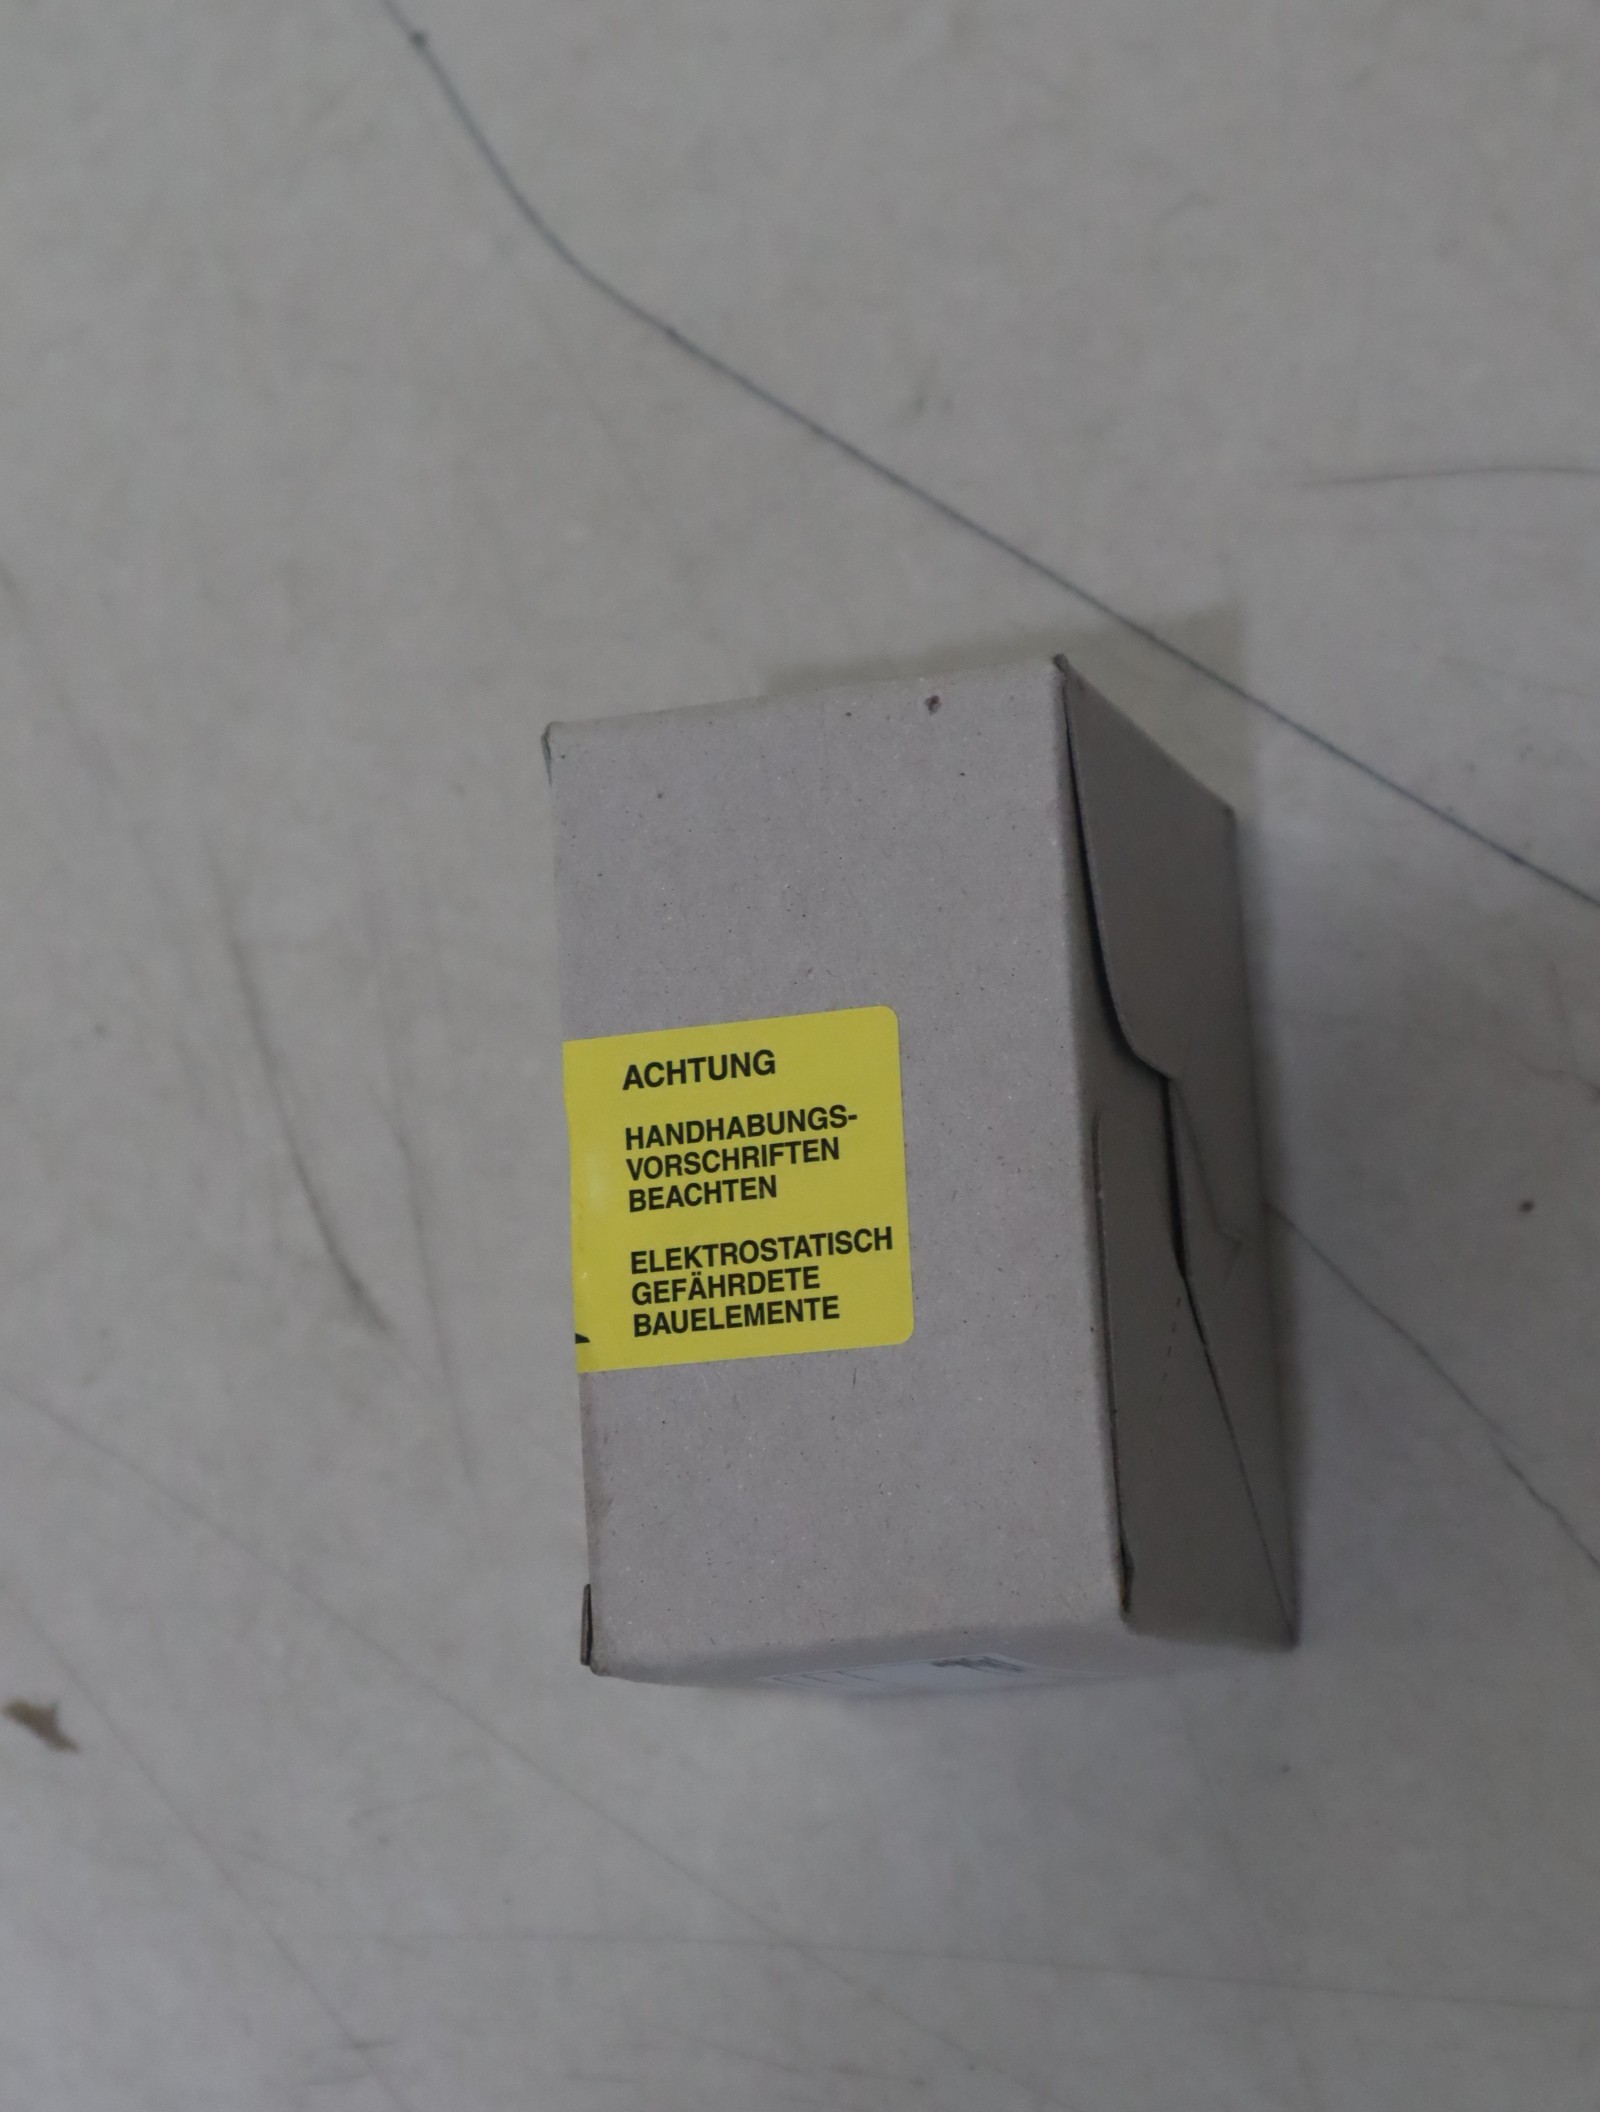 ACHTUNG
HANDHABUNGS-
VORSCHRIFTEN
BEACHTEN
ELEKTROSTATISCH
GEFÄHRDETE
BAUELEMENTE